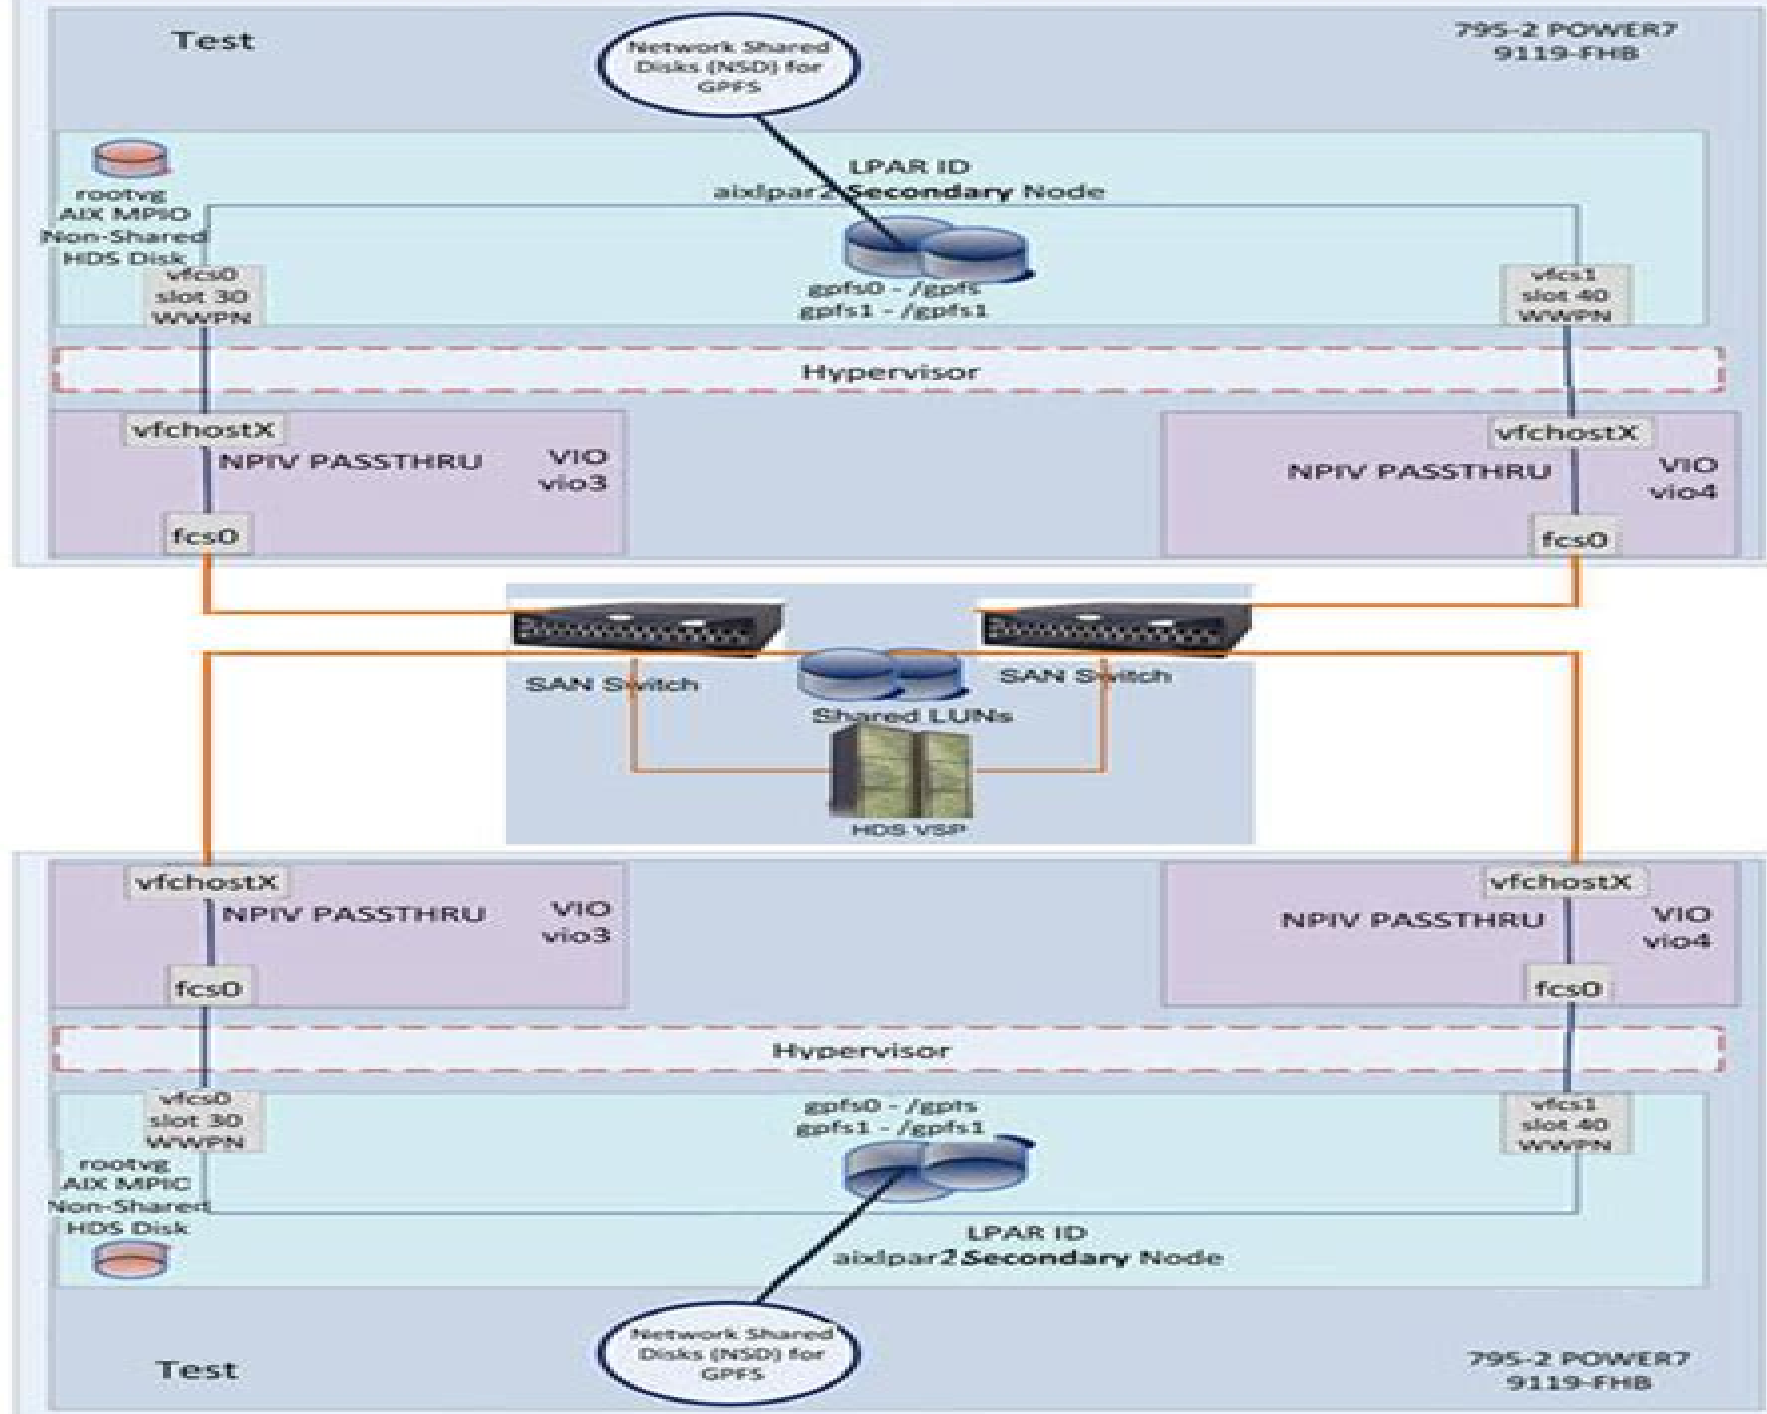 Test
Network Shared
Disks (NSD) for
GPFS
795-2 POWER7
9119-FHB
LPAR ID
aixlpar2 Secondary Node
rootvg
AIX MPIO
Non-Shared
HDS Disk
vfcs0
slot 30
WWPN
gpfs0 - /gpfs
gpfs1 - /gpfs1
vfcs1
slot 40
WWPN
Hypervisor
vfchostX
NPIV PASSTHRU
VIO
vio3
fcs0
vfchostX
NPIV PASSTHRU
VIO
vio4
fcs0
SAN Switch
SAN Switch
Shared LUNs
HDS VSP
vfchostX
NPIV PASSTHRU
VIO
vio3
fcs0
vfchostX
NPIV PASSTHRU
VIO
vio4
fcs0
Hypervisor
vfcs0
slot 30
WWPN
gpfs0 - /gpfs
gpfs1 - /gpfs1
vfcs1
slot 40
WWPN
rootvg
AIX MPIC
Non-Shared
HDS Disk
LPAR ID
aixlpar2 Secondary Node
Network Shared
Disks (NSD) for
GPFS
Test
795-2 POWER7
9119-FHB